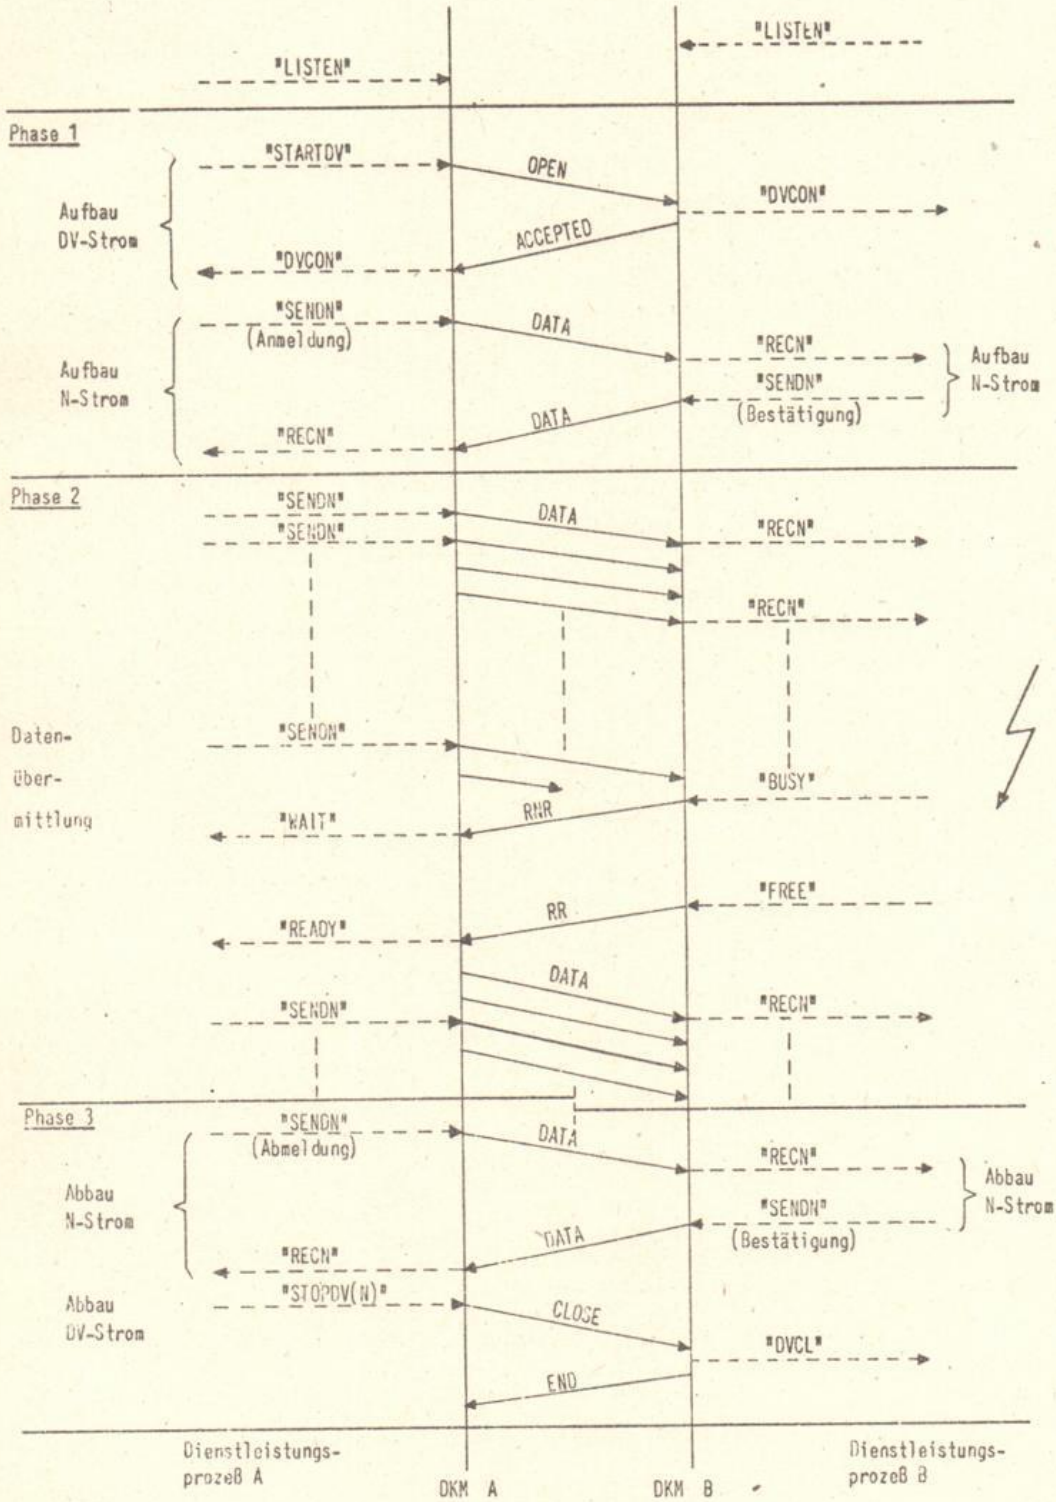 "LISTEN"
"LISTEN"
Phase 1
"STARTDV"
OPEN
Aufbau
DV-Strom
"DVCON"
ACCEPTED
"DVCON"
"SENDN"
(Anmeldung)
DATA
"RECN"
Aufbau
N-Strom
Aufbau
N-Strom
"SENDN"
(Bestätigung)
DATA
"RECN"
Phase 2
"SENDN"
DATA
"SENDN"
"RECN"
"RECN"
Daten-
über-
mittlung
"SENDN"
"BUSY"
RNR
"WAIT"
"FREE"
RR
"READY"
DATA
"SENDN"
"RECN"
Phase 3
"SENDN"
(Abmeldung)
DATA
"RECN"
Abbau
N-Strom
Abbau
N-Strom
"SENDN"
(Bestätigung)
DATA
"RECN"
"STOPDV(N)"
Abbau
DV-Strom
CLOSE
"DVCL"
END
Dienstleistungs-
prozeß A
DKM A
DKM B
Dienstleistungs-
prozeß B